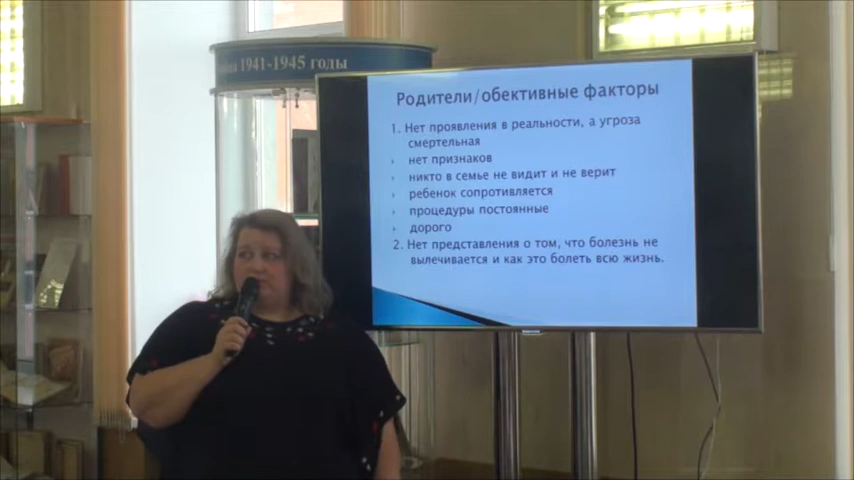 1941-1945 годы
Родители/обективные факторы
1. Нет проявления в реальности, а угроза
смертельная
нет признаков
никто в семье не видит и не верит
ребенок сопротивляется
процедуры постоянные
дорого
2. Нет представления о том, что болезнь не
вылечивается и как это болеть всю жизнь.